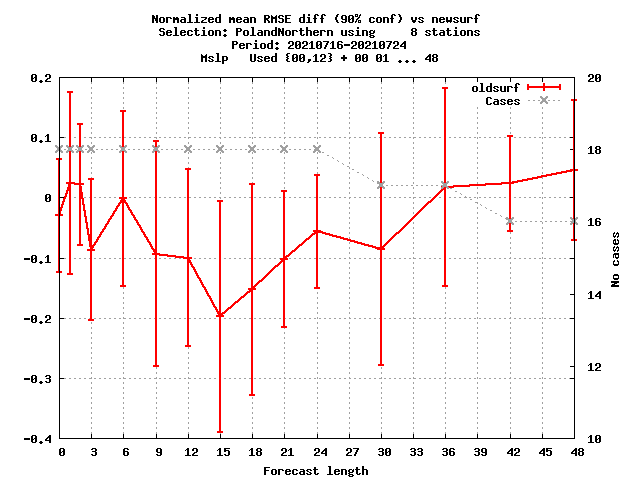 Normalized mean RMSE diff (90% conf) vs newsurf
Selection: PolandNorthern using     8 stations
Period: 20210716-20210724
Mslp   Used {00,12} + 00 01 ... 48
oldsurf
Cases
0.2
0.1
0
-0.1
-0.2
-0.3
-0.4
20
18
16
14
12
10
No cases
0 3 6 9 12 15 18 21 24 27 30 33 36 39 42 45 48
Forecast length